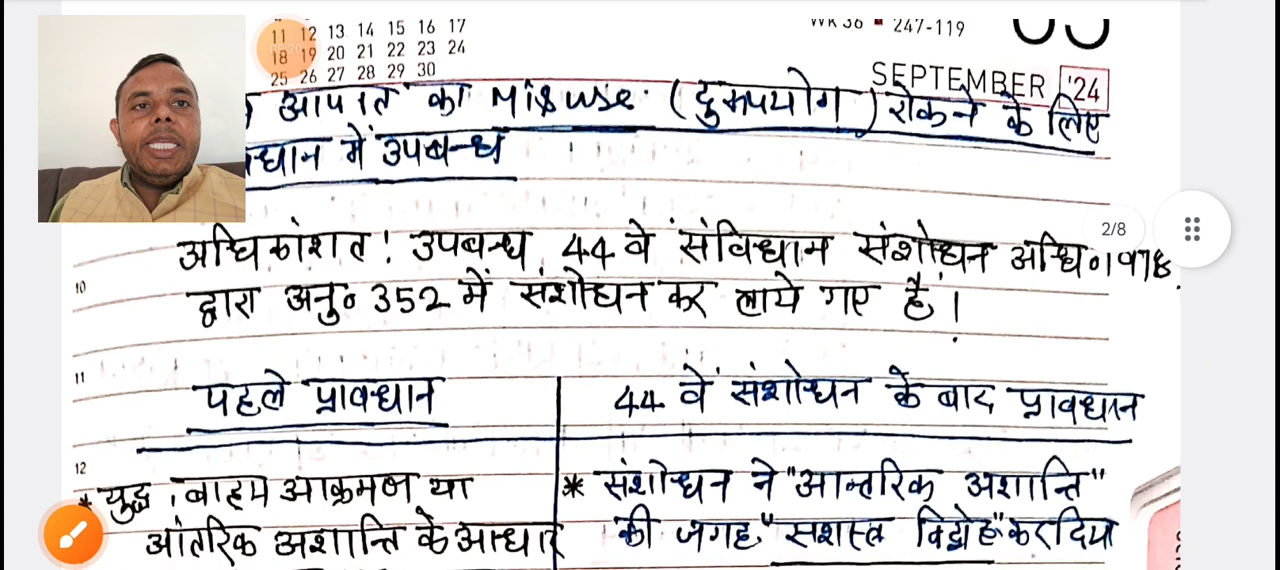 11 12 13 14 15 16 17
18 19 20 21 22 23 24
25 26 27 28 29 30
WK 36 ▪ 247-119
SEPTEMBER '24
आपात का Misuse (दुरूपयोग) रोकने के लिए
में उपबन्ध
2/8
अधिकांशत: उपबन्ध 44 वे संविधान संशोधन अधि० 1978
10
द्वारा अनु० 352 में संशोधन कर लाये गए है।
11
पहले प्रावधान
44 वें संशोधन के बाद प्रावधान
12
* युद्ध, बाह्य आक्रमण या
आंतरिक अशान्ति के आधार
* संशोधन ने "आन्तरिक अशान्ति"
की जगह "सशस्त्र विद्रोह" कर दिया